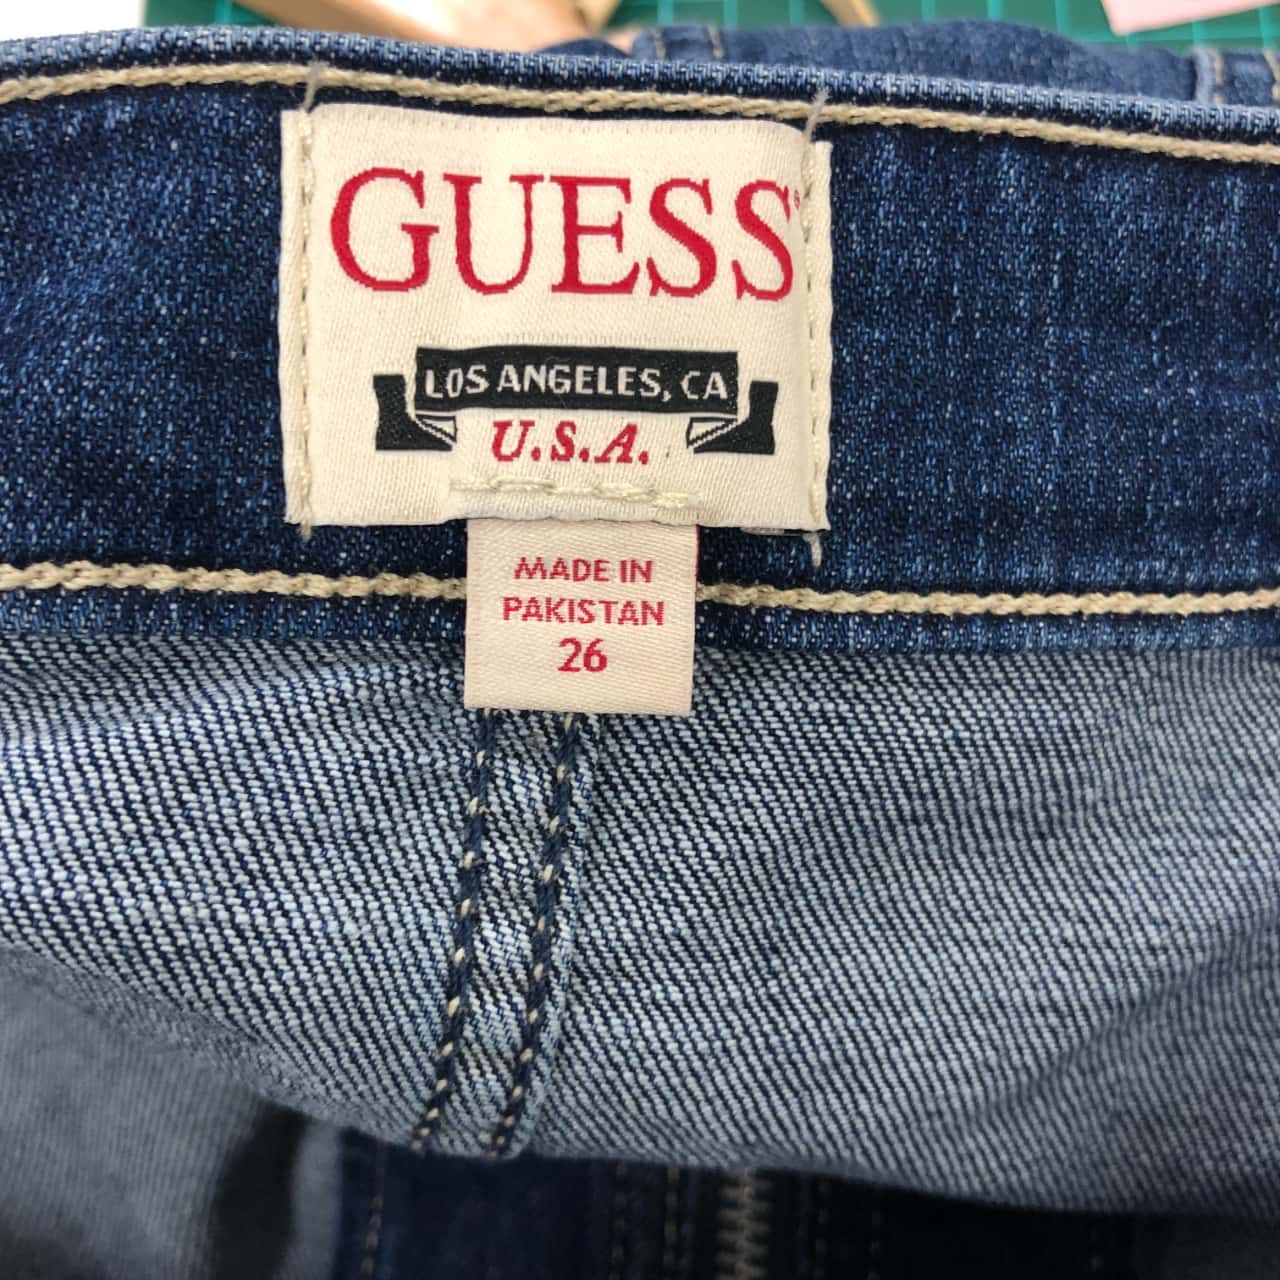 GUESS®
LOS ANGELES, CA
U.S.A.
MADE IN
PAKISTAN
26